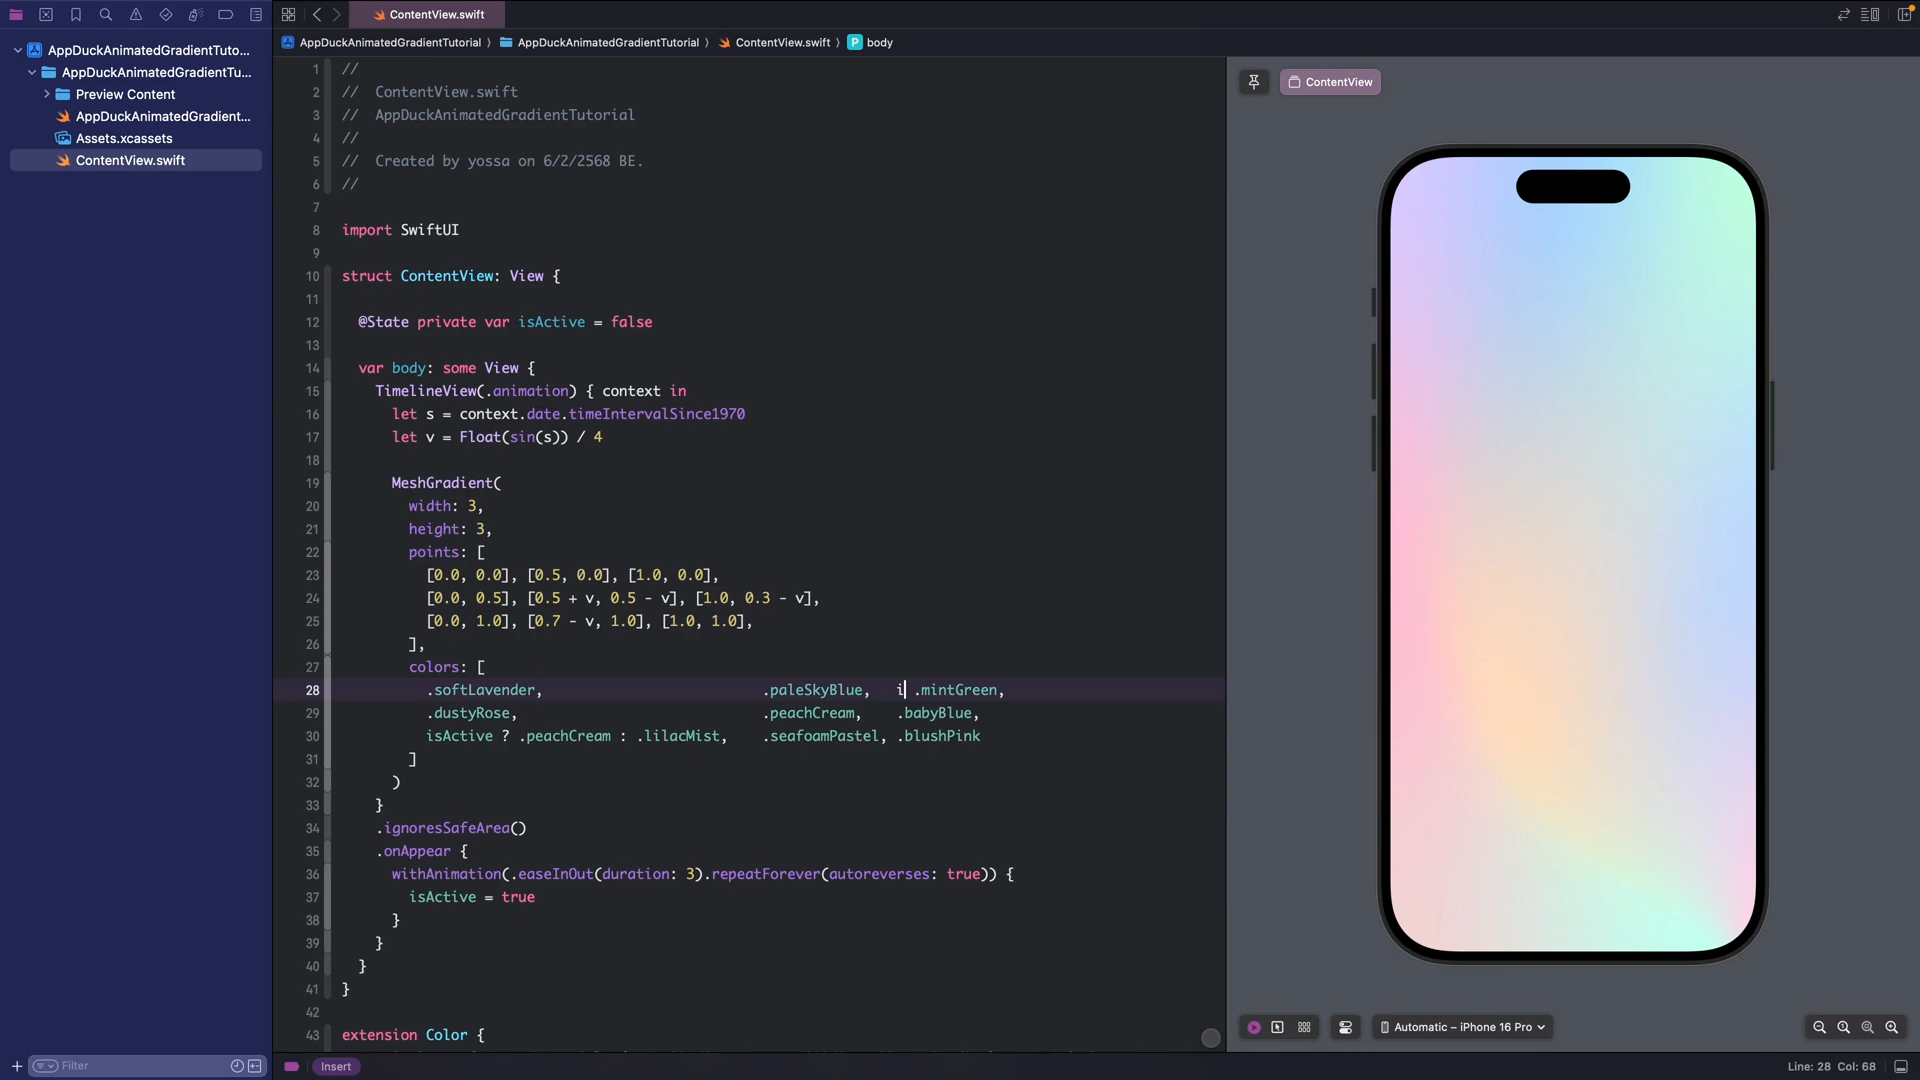 ContentView.swift
AppDuckAnimatedGradientTutorial 〉 AppDuckAnimatedGradientTutorial 〉 ContentView.swift 〉 P body
AppDuckAnimatedGradientTuto...
AppDuckAnimatedGradientTu...
Preview Content
AppDuckAnimatedGradient...
Assets.xcassets
ContentView.swift
1 //
2 //  ContentView.swift
3 //  AppDuckAnimatedGradientTutorial
4 //
5 //  Created by yossa on 6/2/2568 BE.
6 //
7
8 import SwiftUI
9
10 struct ContentView: View {
11
12   @State private var isActive = false
13
14   var body: some View {
15     TimelineView(.animation) { context in
16       let s = context.date.timeIntervalSince1970
17       let v = Float(sin(s)) / 4
18
19       MeshGradient(
20         width: 3,
21         height: 3,
22         points: [
23           [0.0, 0.0], [0.5, 0.0], [1.0, 0.0],
24           [0.0, 0.5], [0.5 + v, 0.5 - v], [1.0, 0.3 - v],
25           [0.0, 1.0], [0.7 - v, 1.0], [1.0, 1.0],
26         ],
27         colors: [
28           .softLavender,                          .paleSkyBlue,   i .mintGreen,
29           .dustyRose,                             .peachCream,    .babyBlue,
30           isActive ? .peachCream : .lilacMist,    .seafoamPastel, .blushPink
31         ]
32       )
33     }
34     .ignoresSafeArea()
35     .onAppear {
36       withAnimation(.easeInOut(duration: 3).repeatForever(autoreverses: true)) {
37         isActive = true
38       }
39     }
40   }
41 }
42
43 extension Color {
ContentView
Automatic – iPhone 16 Pro
Filter
Insert
Line: 28 Col: 68